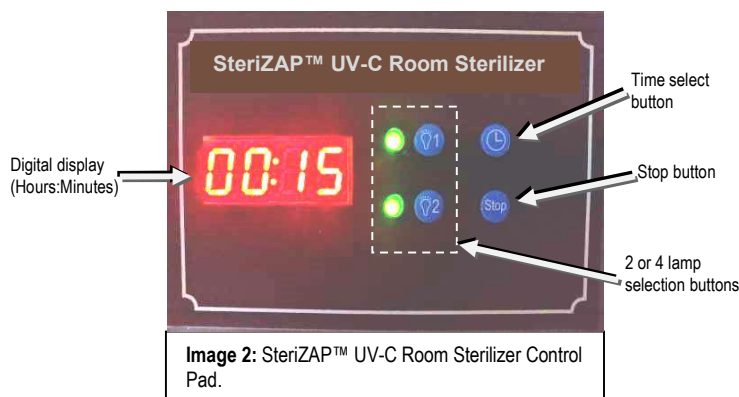 SteriZAP™ UV-C Room Sterilizer
Time select
button
Digital display
(Hours:Minutes)
00:15
1
Stop button
2
Stop
2 or 4 lamp
selection buttons
Image 2: SteriZAP™ UV-C Room Sterilizer Control
Pad.